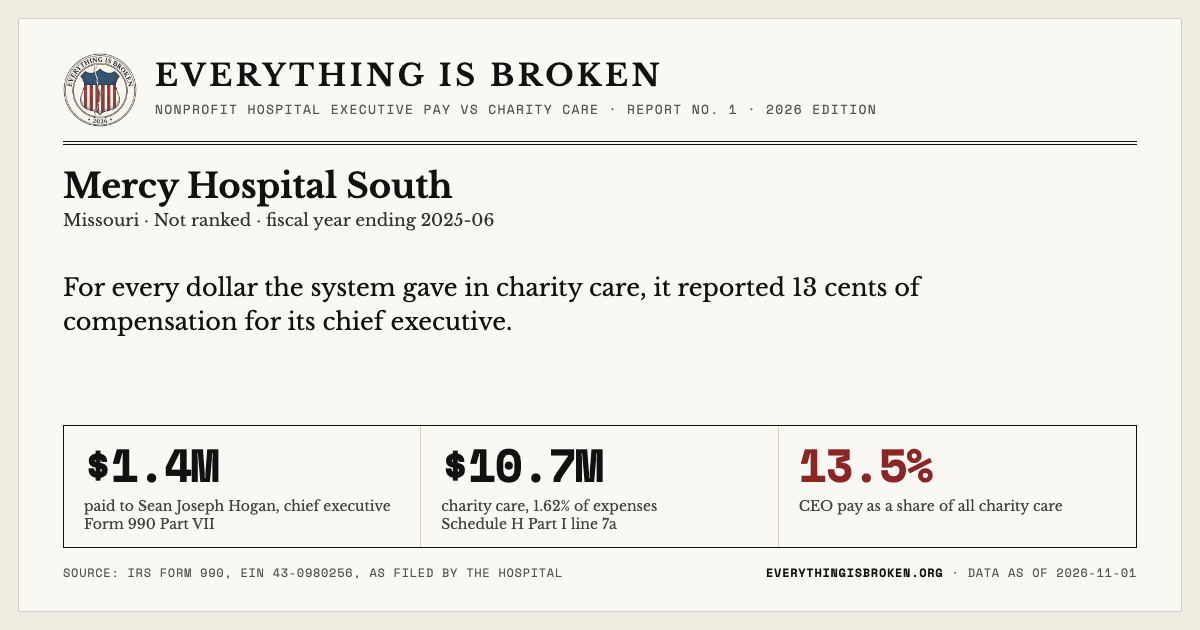 EVERYTHING IS BROKEN
· 2026 ·
EVERYTHING IS BROKEN
NONPROFIT HOSPITAL EXECUTIVE PAY VS CHARITY CARE · REPORT NO. 1 · 2026 EDITION
Mercy Hospital South
Missouri · Not ranked · fiscal year ending 2025-06
For every dollar the system gave in charity care, it reported 13 cents of
compensation for its chief executive.
$1.4M
paid to Sean Joseph Hogan, chief executive
Form 990 Part VII
$10.7M
charity care, 1.62% of expenses
Schedule H Part I line 7a
13.5%
CEO pay as a share of all charity care
SOURCE: IRS FORM 990, EIN 43-0980256, AS FILED BY THE HOSPITAL
EVERYTHINGISBROKEN.ORG · DATA AS OF 2026-11-01